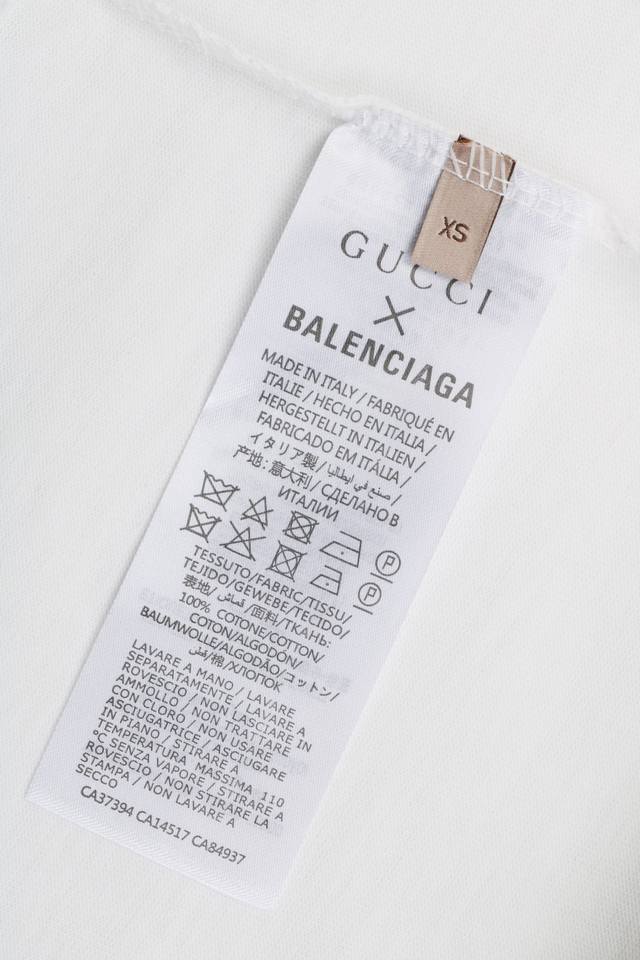 XS
GUCCI
X
BALENCIAGA
MADE IN ITALY / FABRIQUÉ EN
ITALIE / HECHO EN ITALIA /
HERGESTELLT IN ITALIEN /
FABRICADO EM ITÁLIA /
イタリア製 / صنع في ايطاليا /
产地: 意大利 / СДЕЛАНО В
ИТАЛИИ
P
P
TESSUTO/FABRIC/TISSU/
TEJIDO/GEWEBE/TECIDO/
表地/ قماش /面料/ТКАНЬ:
100% COTONE/COTTON/
COTON/ALGODÓN/
BAUMWOLLE/ALGODÃO/コットン/
قطن/棉/ХЛОПОК
LAVARE A MANO / LAVARE
SEPARATAMENTE / LAVARE A
ROVESCIO / NON LASCIARE IN
AMMOLLO / NON TRATTARE
CON CLORO / NON USARE
ASCIUGATRICE / ASCIUGARE
IN PIANO / STIRARE A
TEMPERATURA MASSIMA 110
°C SENZA VAPORE / STIRARE A
ROVESCIO / NON STIRARE LA
STAMPA / NON LAVARE A
SECCO
CA37394 CA14517 CA84937